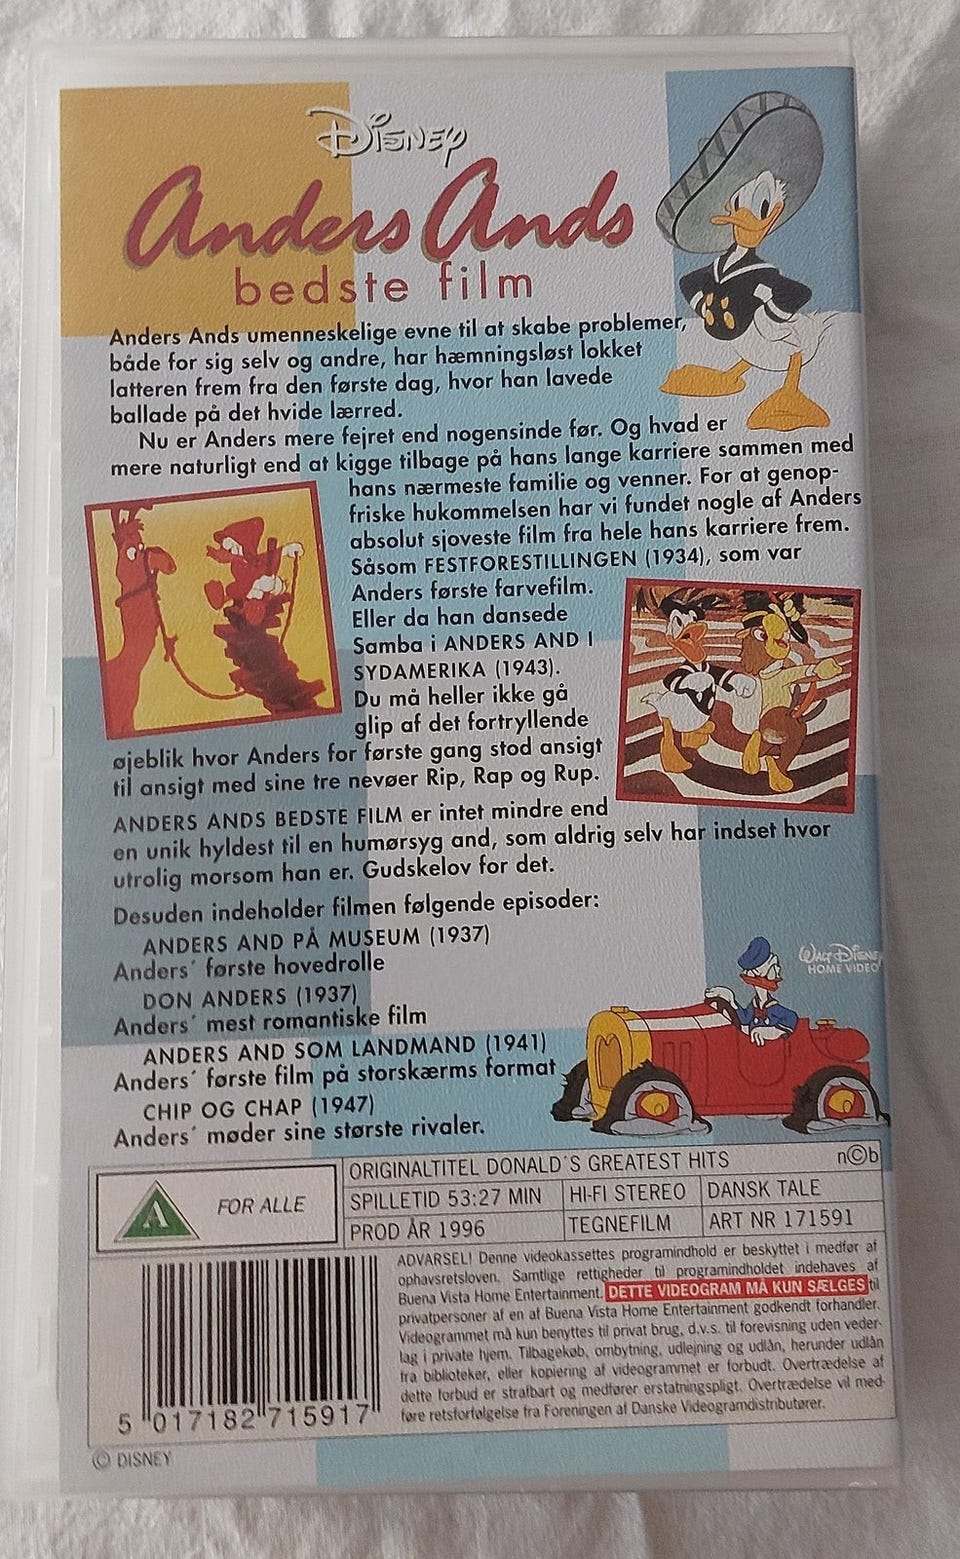 Disney
Anders Ands
bedste film
Anders Ands umenneskelige evne til at skabe problemer,
både for sig selv og andre, har hæmningsløst lokket
latteren frem fra den første dag, hvor han lavede
ballade på det hvide lærred.
Nu er Anders mere fejret end nogensinde før. Og hvad er
mere naturligt end at kigge tilbage på hans lange karriere sammen med
hans nærmeste familie og venner. For at genop-
friske hukommelsen har vi fundet nogle af Anders
absolut sjoveste film fra hele hans karriere frem.
Såsom FESTFORESTILLINGEN (1934), som var
Anders første farvefilm.
Eller da han dansede
Samba i ANDERS AND I
SYDAMERIKA (1943).
Du må heller ikke gå
glip af det fortryllende
øjeblik hvor Anders for første gang stod ansigt
til ansigt med sine tre nevøer Rip, Rap og Rup.
ANDERS ANDS BEDSTE FILM er intet mindre end
en unik hyldest til en humørsyg and, som aldrig selv har indset hvor
utrolig morsom han er. Gudskelov for det.
Desuden indeholder filmen følgende episoder:
ANDERS AND PÅ MUSEUM (1937)
Anders´ første hovedrolle
DON ANDERS (1937)
Anders´ mest romantiske film
ANDERS AND SOM LANDMAND (1941)
Anders´ første film på storskærms format
CHIP OG CHAP (1947)
Anders´ møder sine største rivaler.
WALT DISNEY
HOME VIDEO
A FOR ALLE
ORIGINALTITEL DONALD´S GREATEST HITS n©b
SPILLETID 53:27 MIN HI-FI STEREO DANSK TALE
PROD ÅR 1996 TEGNEFILM ART NR 171591
ADVARSEL! Denne videokassettes programindhold er beskyttet i medfør af
ophavsretsloven. Samtlige rettigheder til programindholdet indehaves af
Buena Vista Home Entertainment. DETTE VIDEOGRAM MÅ KUN SÆLGES til
privatpersoner af en af Buena Vista Home Entertainment godkendt forhandler.
Videogrammet må kun benyttes til privat brug, d.v.s. til forevisning uden veder-
lag i private hjem. Tilbagekøb, ombytning, udlejning og udlån, herunder udlån
fra biblioteker, eller kopiering af videogrammet er forbudt. Overtrædelse af
dette forbud er strafbart og medfører erstatningspligt. Overtrædelse vil med-
føre retsforfølgelse fra Foreningen af Danske Videogramdistributører.
5 017182 715917
© DISNEY